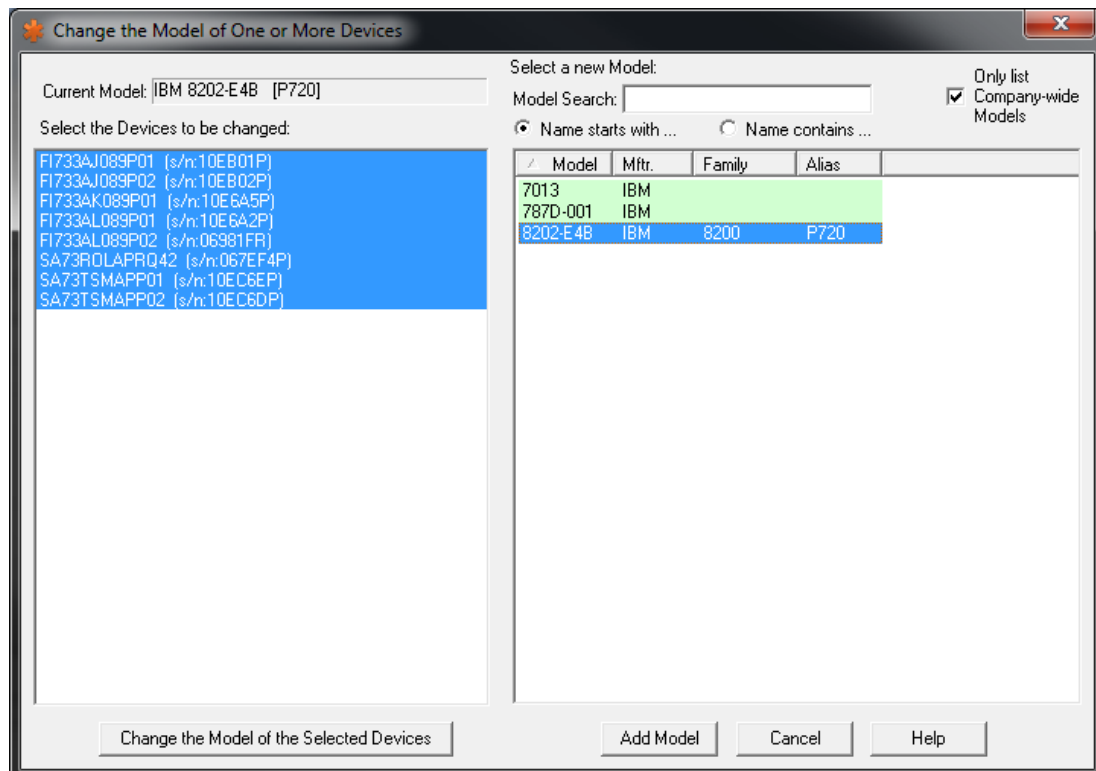 Change the Model of One or More Devices
Current Model: IBM 8202-E4B [P720]
Select the Devices to be changed:
FI733AJ089P01 (s/n:10EB01P)
FI733AJ089P02 (s/n:10EB02P)
FI733AK089P01 (s/n:10E6A5P)
FI733AL089P01 (s/n:10E6A2P)
FI733AL089P02 (s/n:06981FR)
SA73ROLAPRQ42 (s/n:067EF4P)
SA73TSMAPP01 (s/n:10EC6EP)
SA73TSMAPP02 (s/n:10EC6DP)
Change the Model of the Selected Devices
Select a new Model:
Model Search:
Name starts with ... Name contains ...
Only list
Company-wide
Models
Model Mftr. Family Alias
7013 IBM
787D-001 IBM
8202-E4B IBM 8200 P720
Add Model Cancel Help